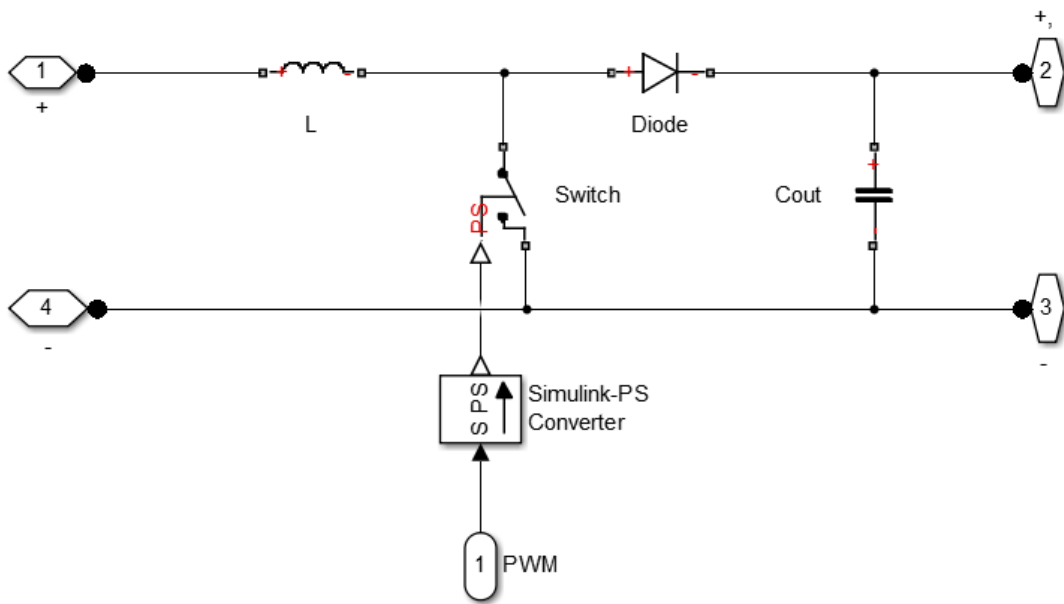 +,
1
+
-
+
-
2
+
L
Diode
+
Switch
Cout
PS
-
4
3
-
-
S PS
Simulink-PS
Converter
1
PWM